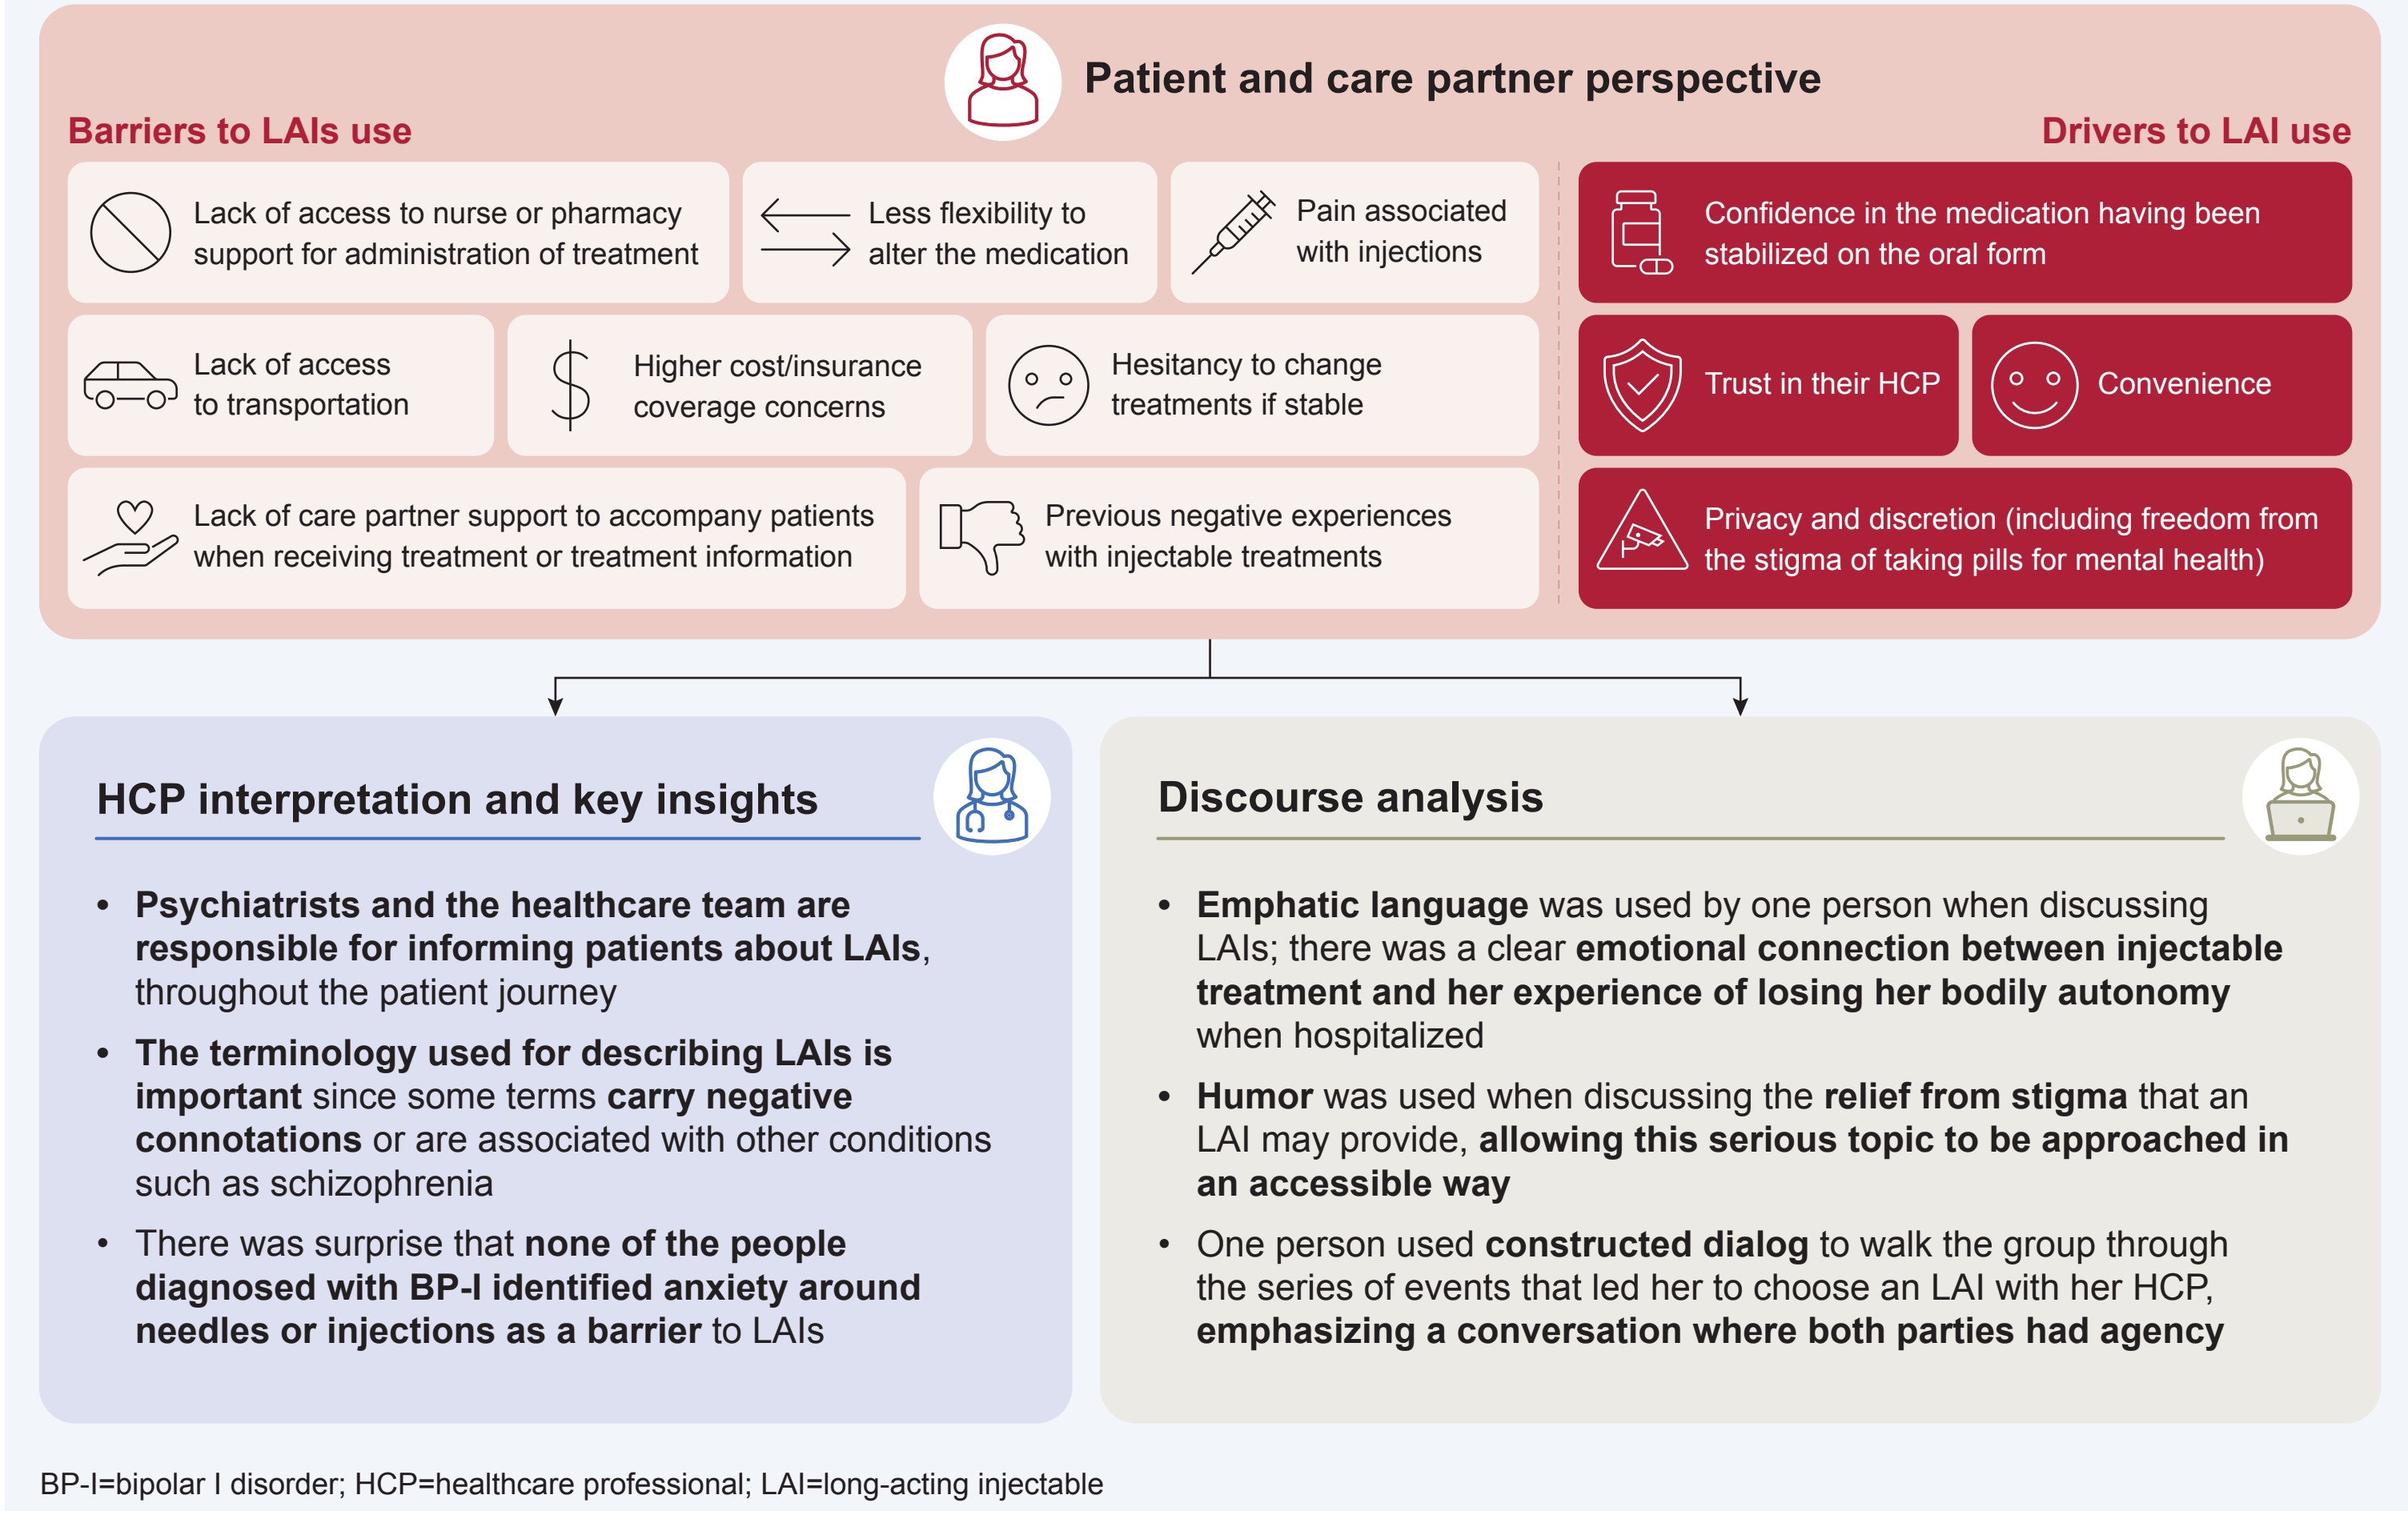 Patient and care partner perspective
Barriers to LAIs use
Lack of access to nurse or pharmacy
support for administration of treatment
Less flexibility to
alter the medication
Pain associated
with injections
Lack of access
to transportation
Higher cost/insurance
coverage concerns
Hesitancy to change
treatments if stable
Lack of care partner support to accompany patients
when receiving treatment or treatment information
Previous negative experiences
with injectable treatments
Drivers to LAI use
Confidence in the medication having been
stabilized on the oral form
Trust in their HCP
Convenience
Privacy and discretion (including freedom from
the stigma of taking pills for mental health)
HCP interpretation and key insights
• Psychiatrists and the healthcare team are
responsible for informing patients about LAIs,
throughout the patient journey
• The terminology used for describing LAIs is
important since some terms carry negative
connotations or are associated with other conditions
such as schizophrenia
• There was surprise that none of the people
diagnosed with BP-I identified anxiety around
needles or injections as a barrier to LAIs
Discourse analysis
• Emphatic language was used by one person when discussing
LAIs; there was a clear emotional connection between injectable
treatment and her experience of losing her bodily autonomy
when hospitalized
• Humor was used when discussing the relief from stigma that an
LAI may provide, allowing this serious topic to be approached in
an accessible way
• One person used constructed dialog to walk the group through
the series of events that led her to choose an LAI with her HCP,
emphasizing a conversation where both parties had agency
BP-I=bipolar I disorder; HCP=healthcare professional; LAI=long-acting injectable